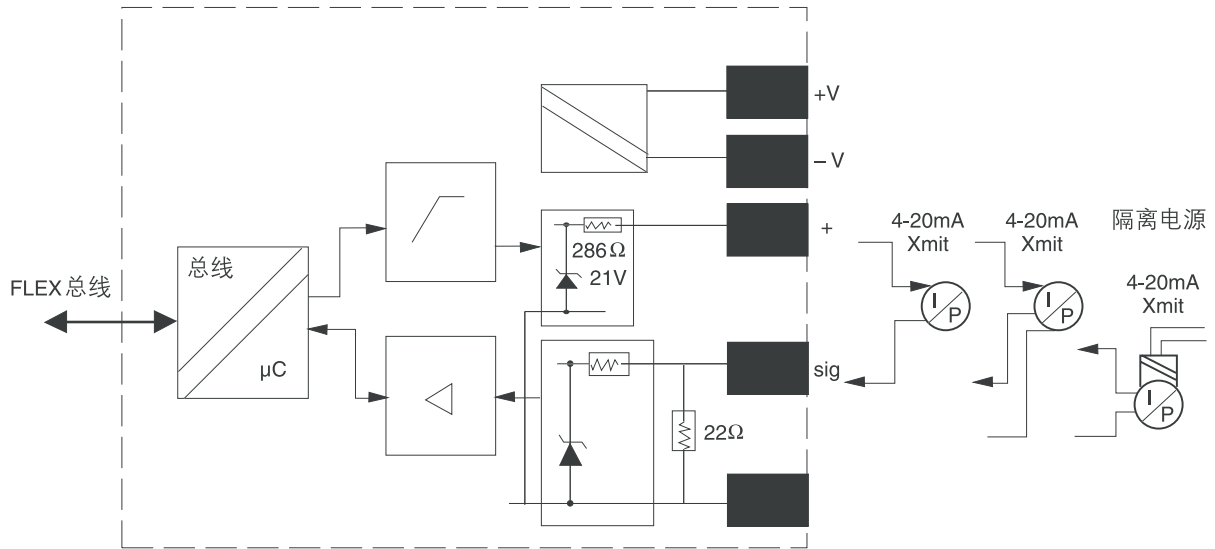 +V
–V
+
286Ω
21V
总线
μC
FLEX总线
sig
22Ω
4-20mA
Xmit
I
P
4-20mA
Xmit
I
P
隔离电源
4-20mA
Xmit
I
P